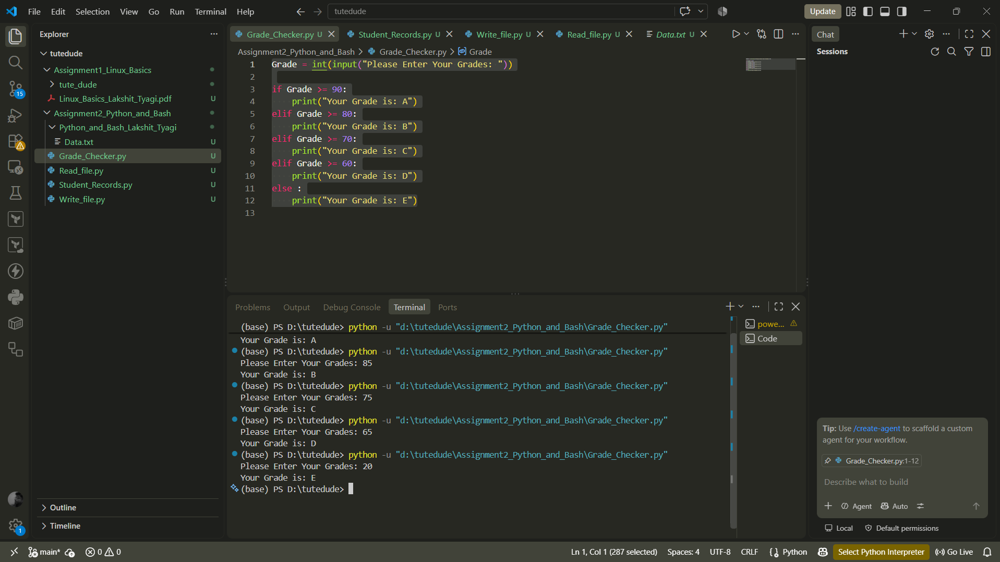 File Edit Selection View Go Run Terminal Help
tutedude
Update
Explorer
tutedude
Assignment1_Linux_Basics
tute_dude
Linux_Basics_Lakshit_Tyagi.pdf U
Assignment2_Python_and_Bash
Python_and_Bash_Lakshit_Tyagi
Data.txt U
Grade_Checker.py U
Read_file.py U
Student_Records.py U
Write_file.py U
Outline
Timeline
15
1
Grade_Checker.py U Student_Records.py U Write_file.py U Read_file.py U Data.txt U
Assignment2_Python_and_Bash > Grade_Checker.py > Grade
1 Grade = int(input("Please Enter Your Grades: "))
2
3 if Grade >= 90:
4 print("Your Grade is: A")
5 elif Grade >= 80:
6 print("Your Grade is: B")
7 elif Grade >= 70:
8 print("Your Grade is: C")
9 elif Grade >= 60:
10 print("Your Grade is: D")
11 else :
12 print("Your Grade is: E")
13
Problems Output Debug Console Terminal Ports
(base) PS D:\tutedude> python -u "d:\tutedude\Assignment2_Python_and_Bash\Grade_Checker.py"
Your Grade is: A
(base) PS D:\tutedude> python -u "d:\tutedude\Assignment2_Python_and_Bash\Grade_Checker.py"
Please Enter Your Grades: 85
Your Grade is: B
(base) PS D:\tutedude> python -u "d:\tutedude\Assignment2_Python_and_Bash\Grade_Checker.py"
Please Enter Your Grades: 75
Your Grade is: C
(base) PS D:\tutedude> python -u "d:\tutedude\Assignment2_Python_and_Bash\Grade_Checker.py"
Please Enter Your Grades: 65
Your Grade is: D
(base) PS D:\tutedude> python -u "d:\tutedude\Assignment2_Python_and_Bash\Grade_Checker.py"
Please Enter Your Grades: 20
Your Grade is: E
(base) PS D:\tutedude>
powe...
Code
Chat
Sessions
Tip: Use /create-agent to scaffold a custom
agent for your workflow.
Grade_Checker.py:1-12
Describe what to build
Agent Auto
Local Default permissions
main* 0 0
Ln 1, Col 1 (287 selected) Spaces: 4 UTF-8 CRLF Python Select Python Interpreter Go Live